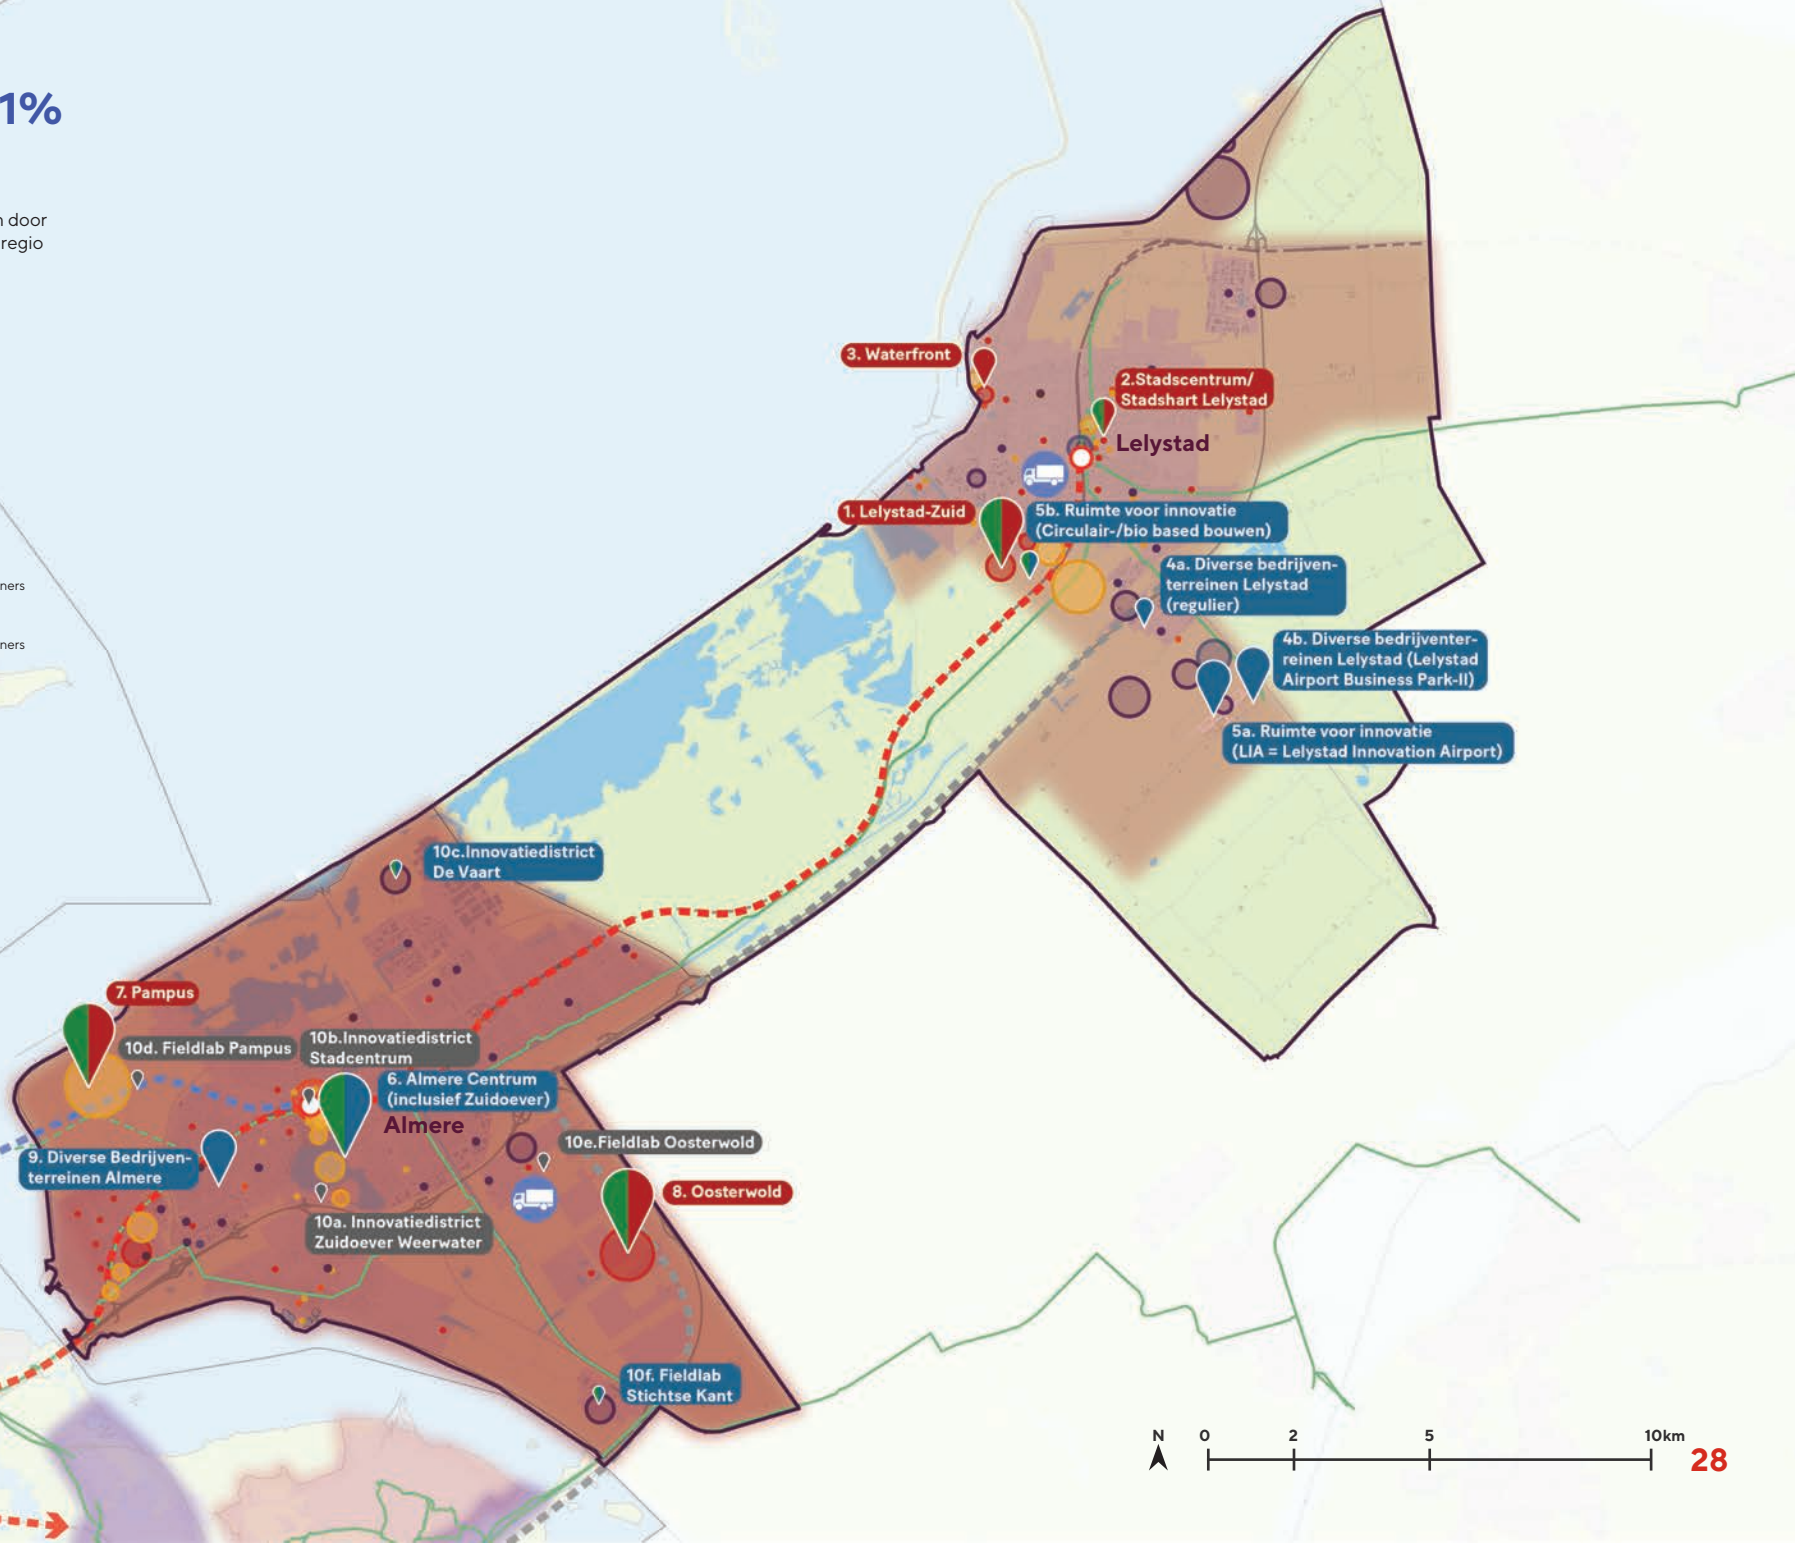 1%
door
regio
ners
ners
3. Waterfront
2.Stadscentrum/
Stadshart Lelystad
Lelystad
1. Lelystad-Zuid
5b. Ruimte voor innovatie
(Circulair-/bio based bouwen)
4a. Diverse bedrijven-
terreinen Lelystad
(regulier)
4b. Diverse bedrijventer-
reinen Lelystad (Lelystad
Airport Business Park-II)
5a. Ruimte voor innovatie
(LIA = Lelystad Innovation Airport)
10c.Innovatiedistrict
De Vaart
7. Pampus
10d. Fieldlab Pampus
10b.Innovatiedistrict
Stadcentrum
6. Almere Centrum
(inclusief Zuidoever)
Almere
10e.Fieldlab Oosterwold
9. Diverse Bedrijven-
terreinen Almere
8. Oosterwold
10a. Innovatiedistrict
Zuidoever Weerwater
10f. Fieldlab
Stichtse Kant
N 0 2 5 10km
28